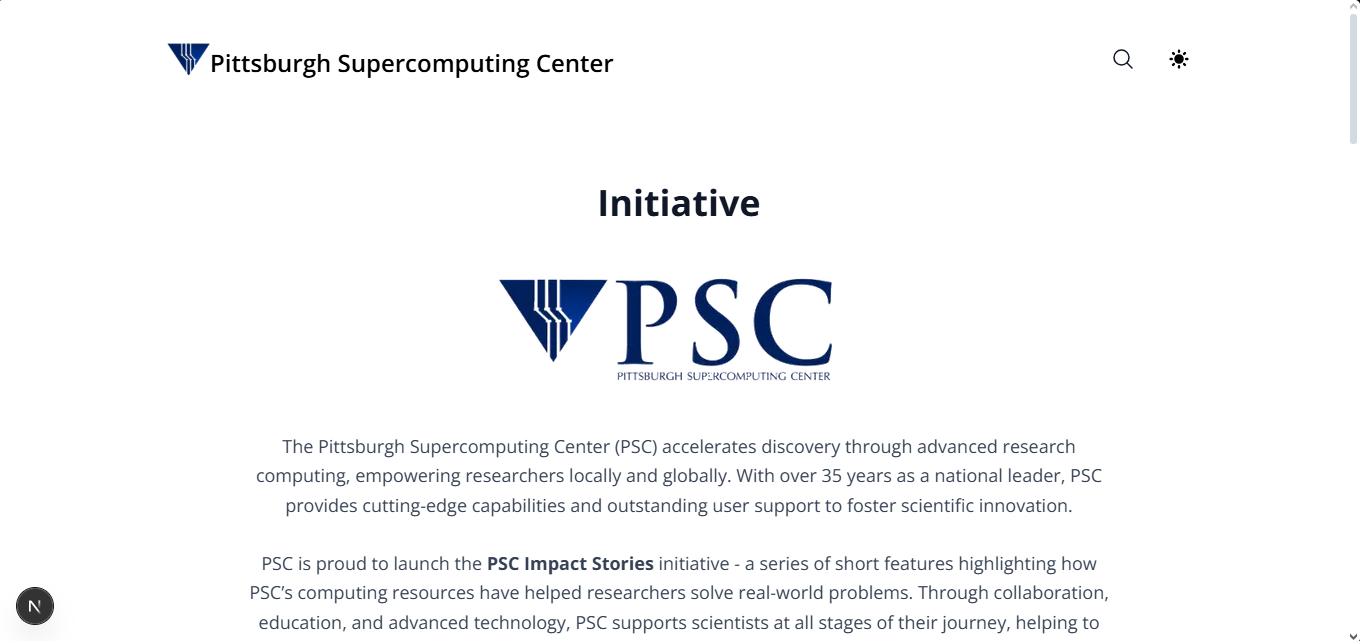 Pittsburgh Supercomputing Center
Initiative
PSC
PITTSBURGH SUPERCOMPUTING CENTER
The Pittsburgh Supercomputing Center (PSC) accelerates discovery through advanced research
computing, empowering researchers locally and globally. With over 35 years as a national leader, PSC
provides cutting-edge capabilities and outstanding user support to foster scientific innovation.
PSC is proud to launch the PSC Impact Stories initiative - a series of short features highlighting how
PSC’s computing resources have helped researchers solve real-world problems. Through collaboration,
education, and advanced technology, PSC supports scientists at all stages of their journey, helping to
N